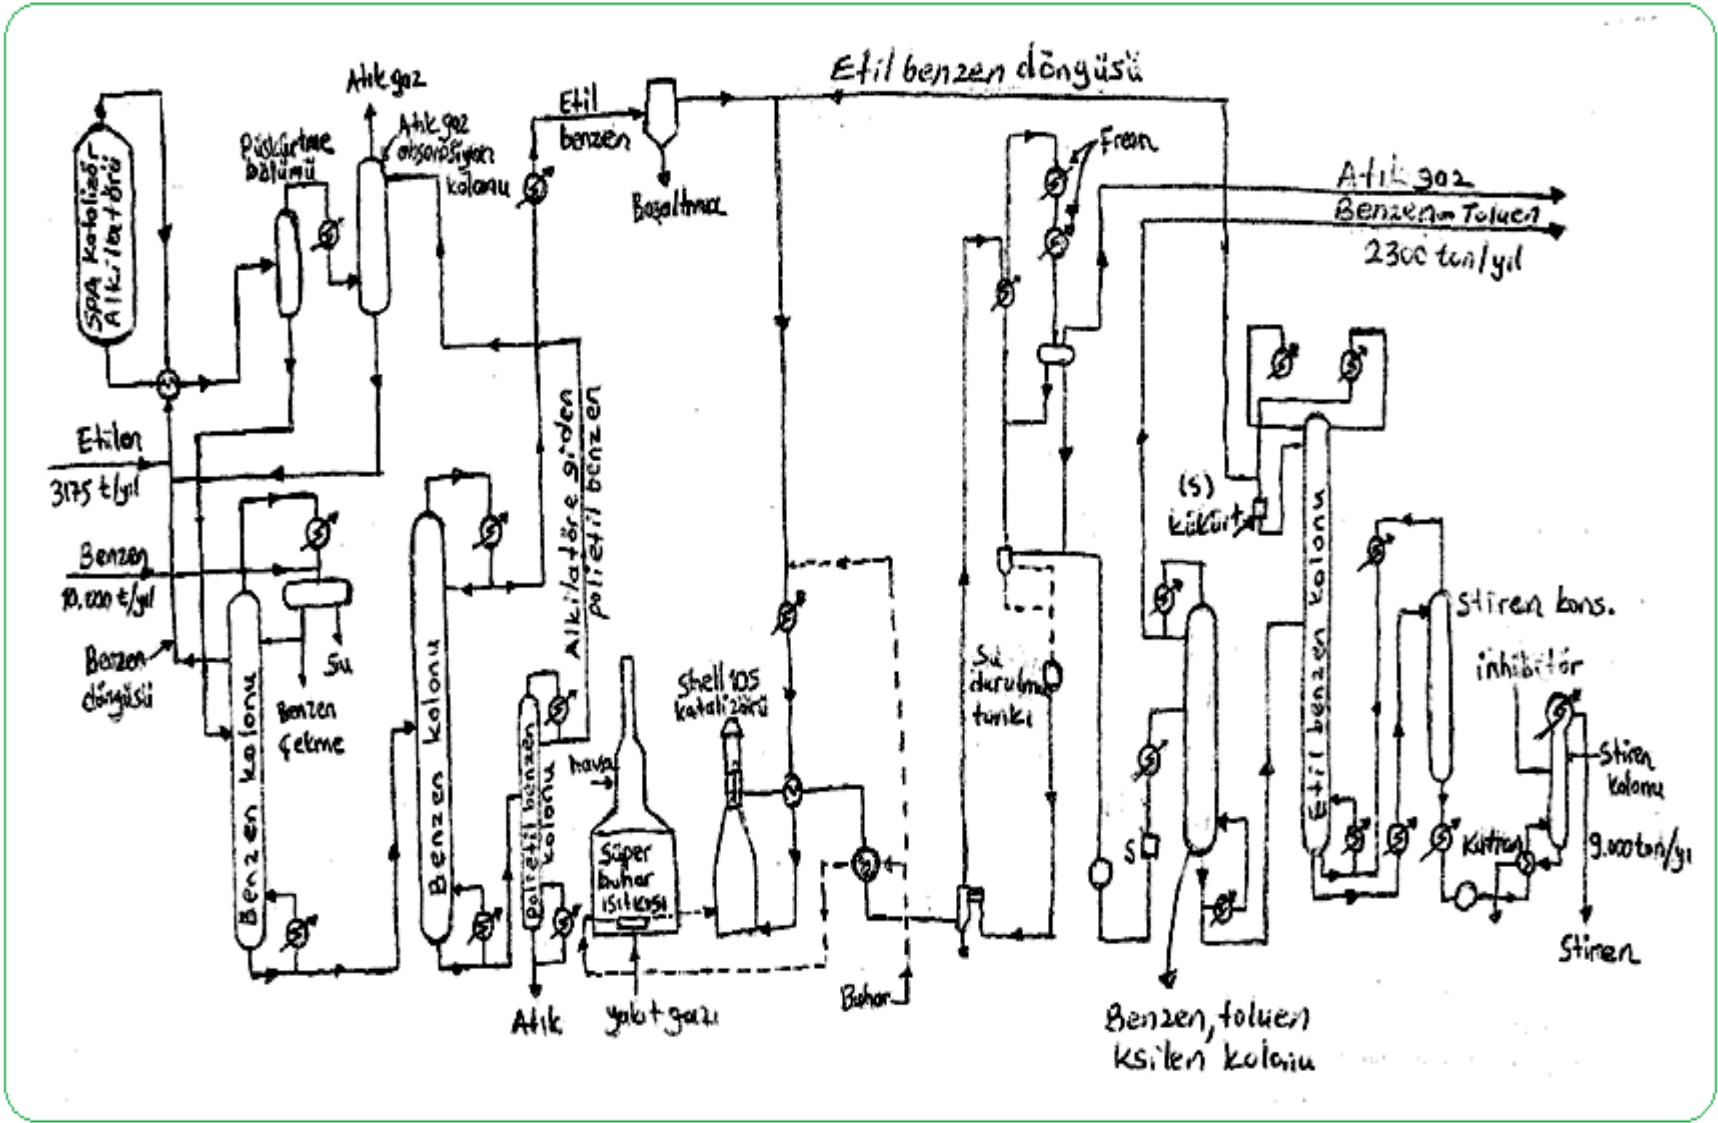 Etil benzen döngüsü
Atık gaz
Atık gaz
absorbsiyon
kolonu
Püskürtme
bölümü
SPA Katalizör
Alkilatörü
Etil
benzen
Boşaltma
Freon
Atık gaz
Benzen-Toluen
2300 ton/yıl
Etilen
3175 t/yıl
Benzen
10.000 t/yıl
Benzen
döngüsü
Su
Benzen
çekme
Benzen kolonu
Benzen kolonu
Polietil benzen
kolonu
Alkilatöre giden
polietil benzen
hava
Süper
buhar
ısıtıcısı
Shell 105
katalizörü
Atık
yakıt gazı
Buhar
Su
durultma
tankı
(S)
kükürt
S
Etil benzen kolonu
Stiren kons.
inhibitör
Stiren
kolonu
9.000 ton/yı
Stiren
Benzen, toluen
ksilen kolonu